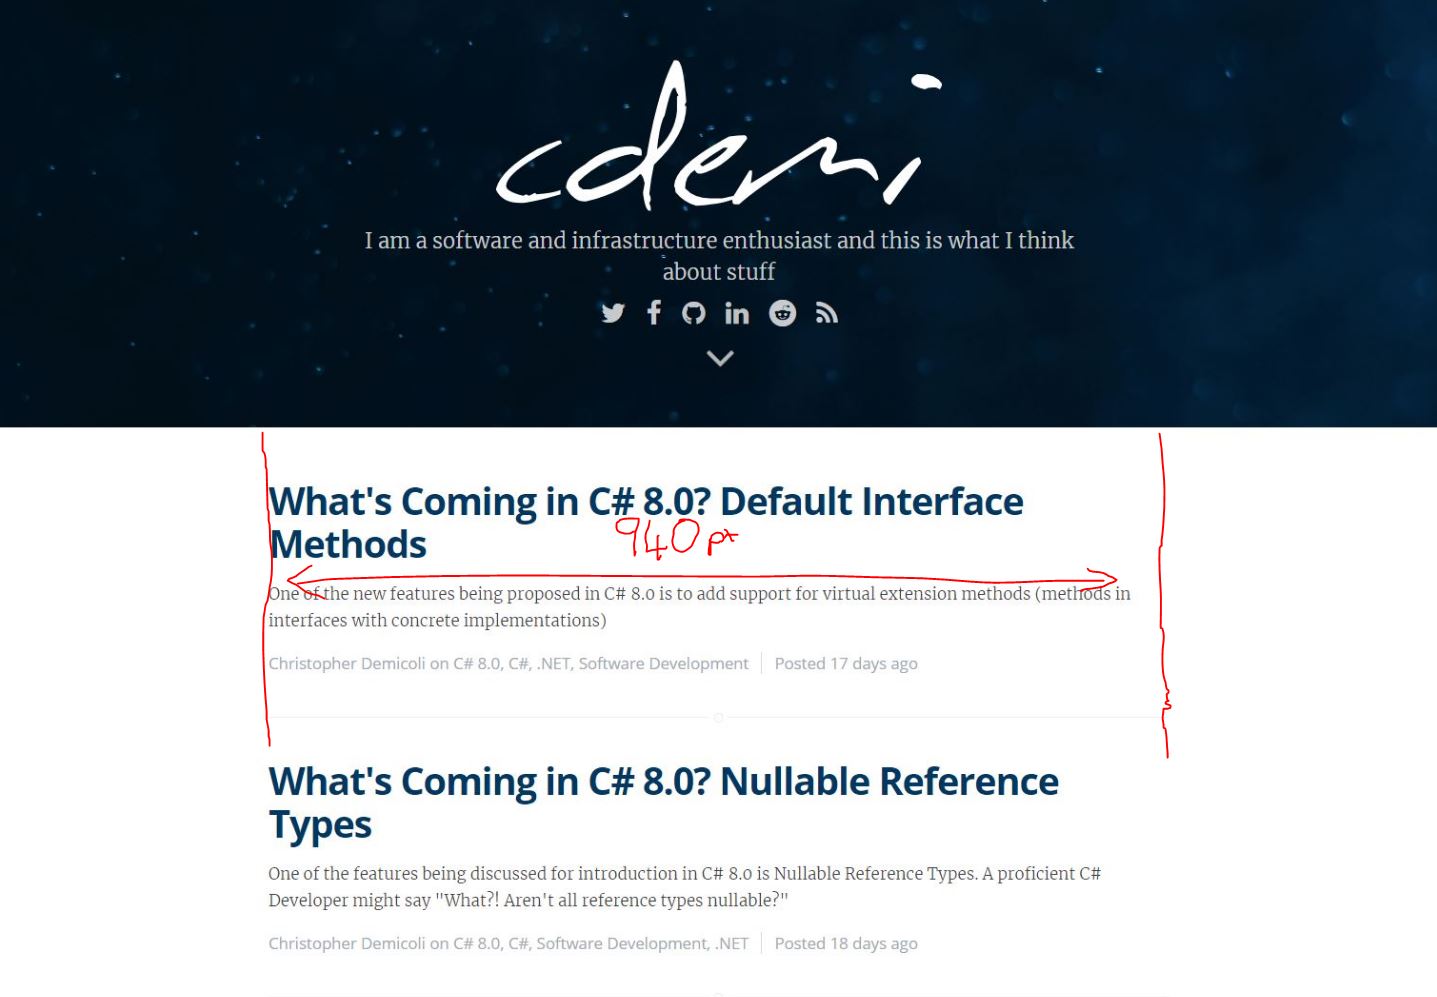 cdemi
I am a software and infrastructure enthusiast and this is what I think
about stuff
What's Coming in C# 8.0? Default Interface
Methods
940 px
One of the new features being proposed in C# 8.0 is to add support for virtual extension methods (methods in
interfaces with concrete implementations)
Christopher Demicoli on C# 8.0, C#, .NET, Software Development
Posted 17 days ago
What's Coming in C# 8.0? Nullable Reference
Types
One of the features being discussed for introduction in C# 8.0 is Nullable Reference Types. A proficient C#
Developer might say "What?! Aren't all reference types nullable?"
Christopher Demicoli on C# 8.0, C#, Software Development, .NET
Posted 18 days ago